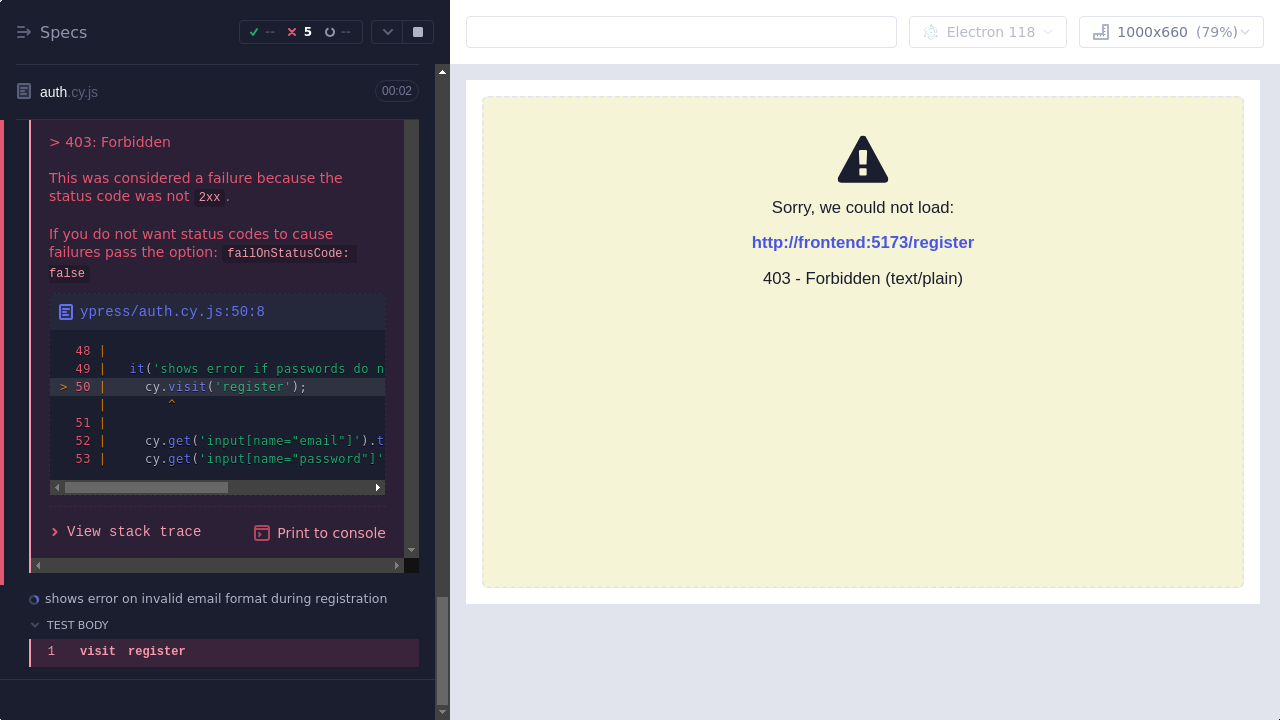 Specs
-- 5 --
Electron 118
1000x660 (79%)
auth.cy.js
00:02
> 403: Forbidden
This was considered a failure because the
status code was not 2xx.
If you do not want status codes to cause
failures pass the option: failOnStatusCode:
false
ypress/auth.cy.js:50:8
48 |
49 | it('shows error if passwords do n
> 50 | cy.visit('register');
| ^
51 |
52 | cy.get('input[name="email"]').t
53 | cy.get('input[name="password"]'
View stack trace
Print to console
shows error on invalid email format during registration
TEST BODY
1 visit register
Sorry, we could not load:
http://frontend:5173/register
403 - Forbidden (text/plain)